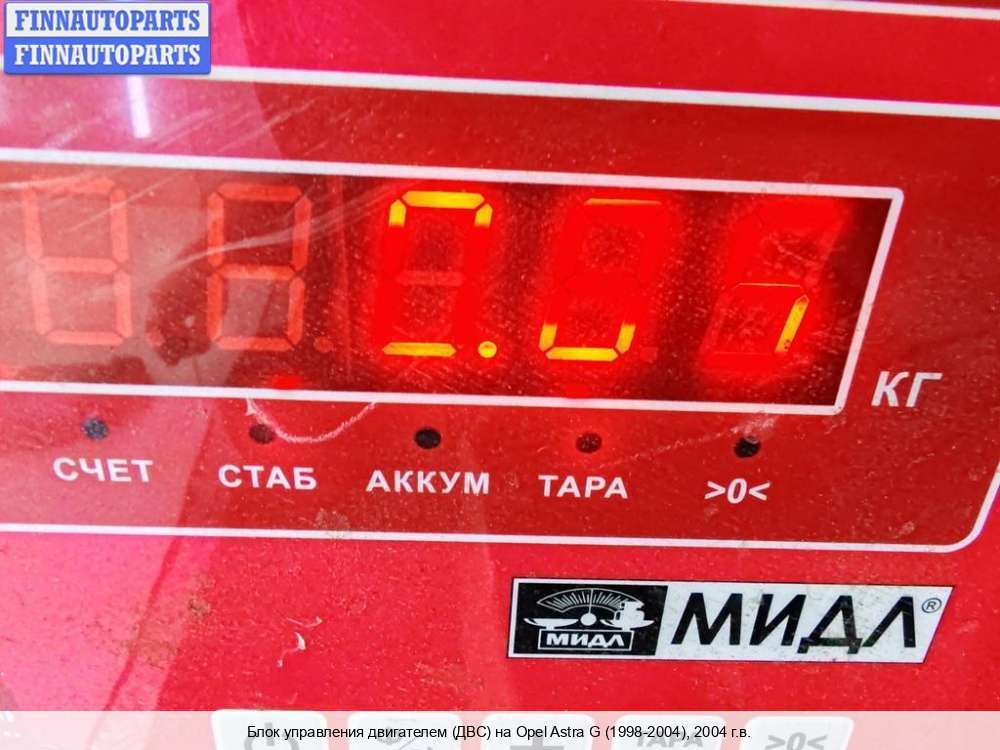 FINNAUTOPARTS
FINNAUTOPARTS
КГ
СЧЕТ СТАБ АККУМ ТАРА >0<
МИДЛ МИДЛ®
ТАРА >0<
Блок управления двигателем (ДВС) на Opel Astra G (1998-2004), 2004 г.в.